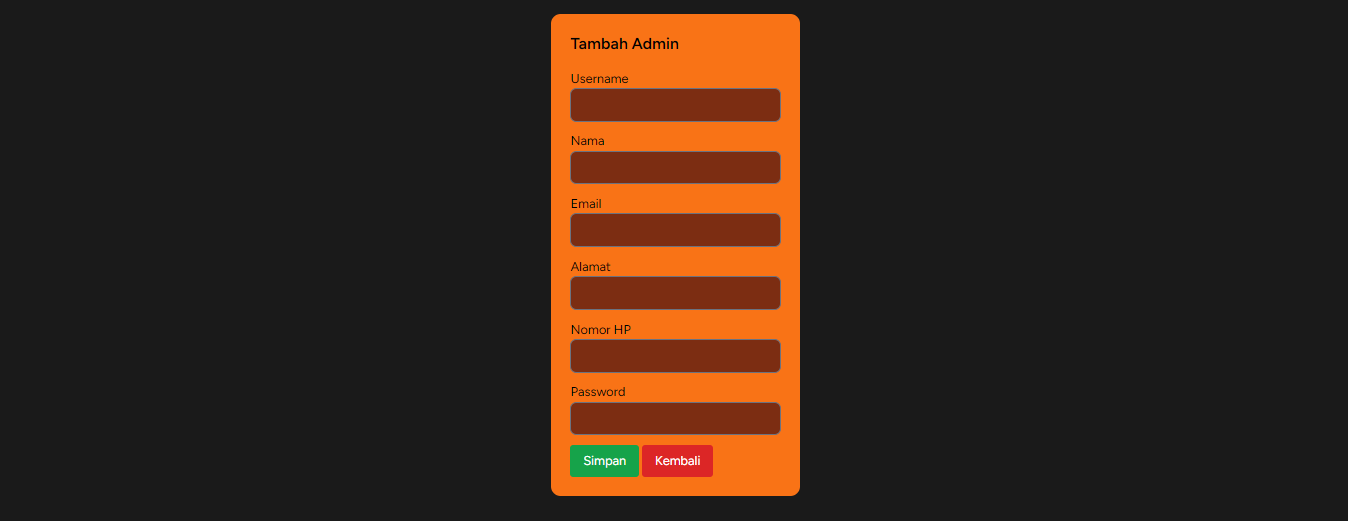 Tambah Admin
Username
Nama
Email
Alamat
Nomor HP
Password
Simpan Kembali